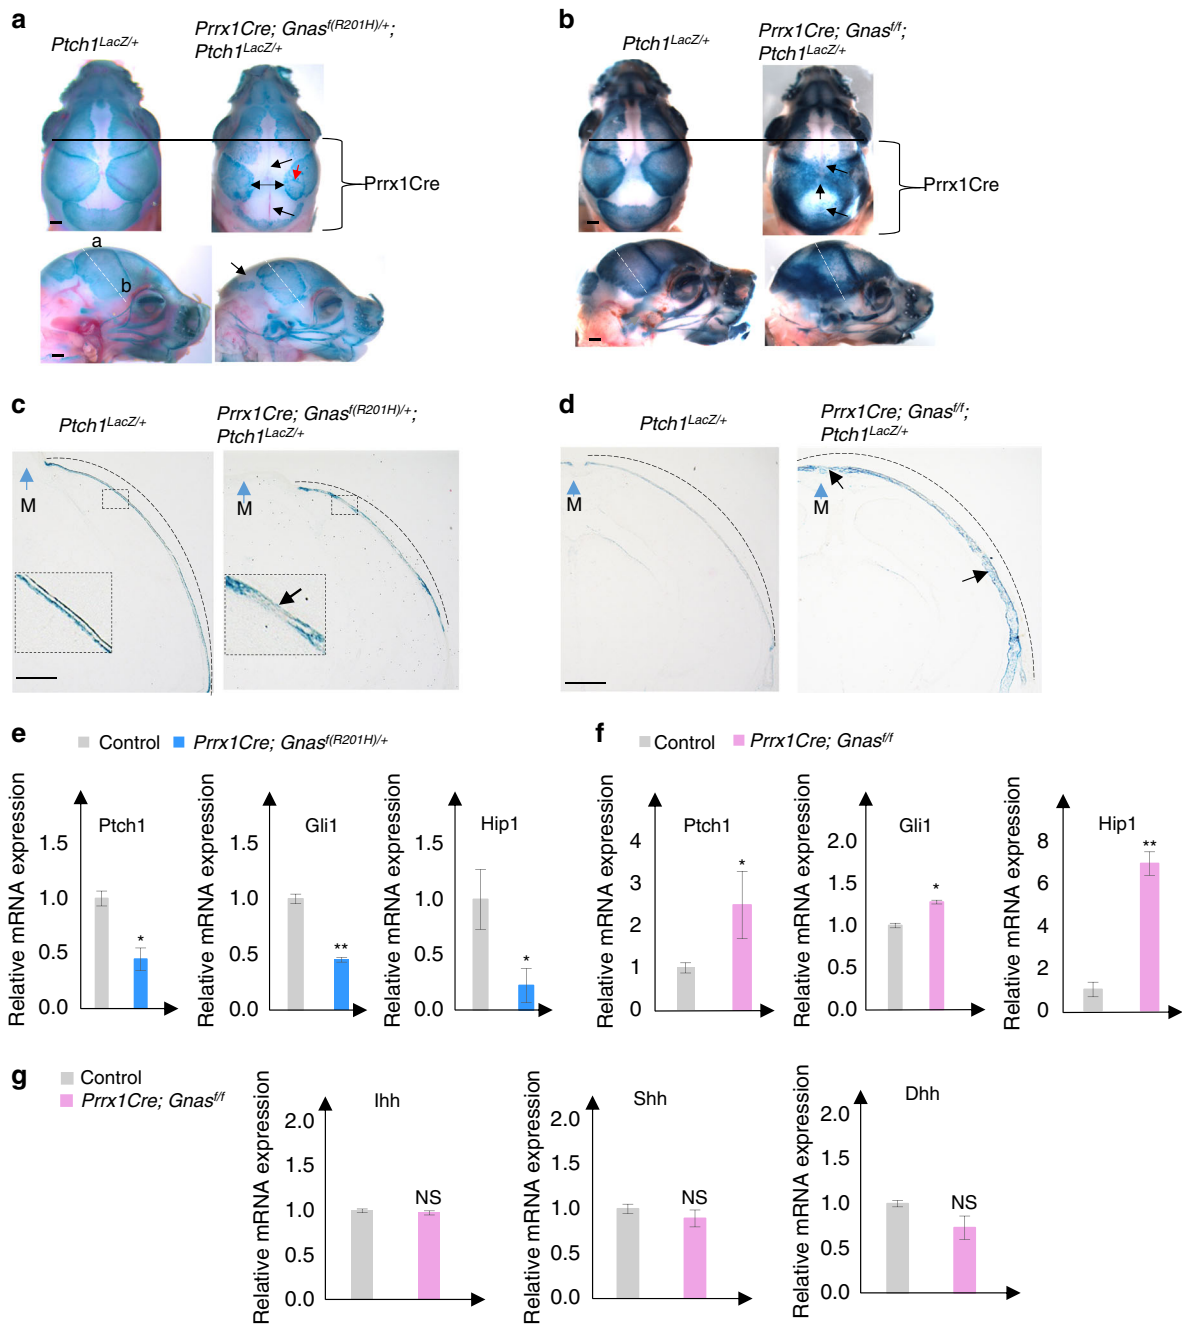 a
Ptch1LacZ/+
Prrx1Cre; Gnasf(R201H)/+;
Ptch1LacZ/+
Prrx1Cre
a
b
b
Ptch1LacZ/+
Prrx1Cre; Gnasf/f;
Ptch1LacZ/+
Prrx1Cre
c
Ptch1LacZ/+
Prrx1Cre; Gnasf(R201H)/+;
Ptch1LacZ/+
M
M
d
Ptch1LacZ/+
Prrx1Cre; Gnasf/f;
Ptch1LacZ/+
M
M
e
Control
Prrx1Cre; Gnasf(R201H)/+
Relative mRNA expression
Ptch1
1.5
1.0
0.5
0.0
*
Relative mRNA expression
Gli1
1.5
1.0
0.5
0.0
**
Relative mRNA expression
Hip1
1.5
1.0
0.5
0.0
*
f
Control
Prrx1Cre; Gnasf/f
Relative mRNA expression
Ptch1
4
3
2
1
0
*
Relative mRNA expression
Gli1
2.0
1.5
1.0
0.5
0.0
*
Relative mRNA expression
Hip1
8
6
4
2
0
**
g
Control
Prrx1Cre; Gnasf/f
Relative mRNA expression
Ihh
2.0
1.5
1.0
0.5
0.0
NS
Relative mRNA expression
Shh
2.0
1.5
1.0
0.5
0.0
NS
Relative mRNA expression
Dhh
2.0
1.5
1.0
0.5
0.0
NS